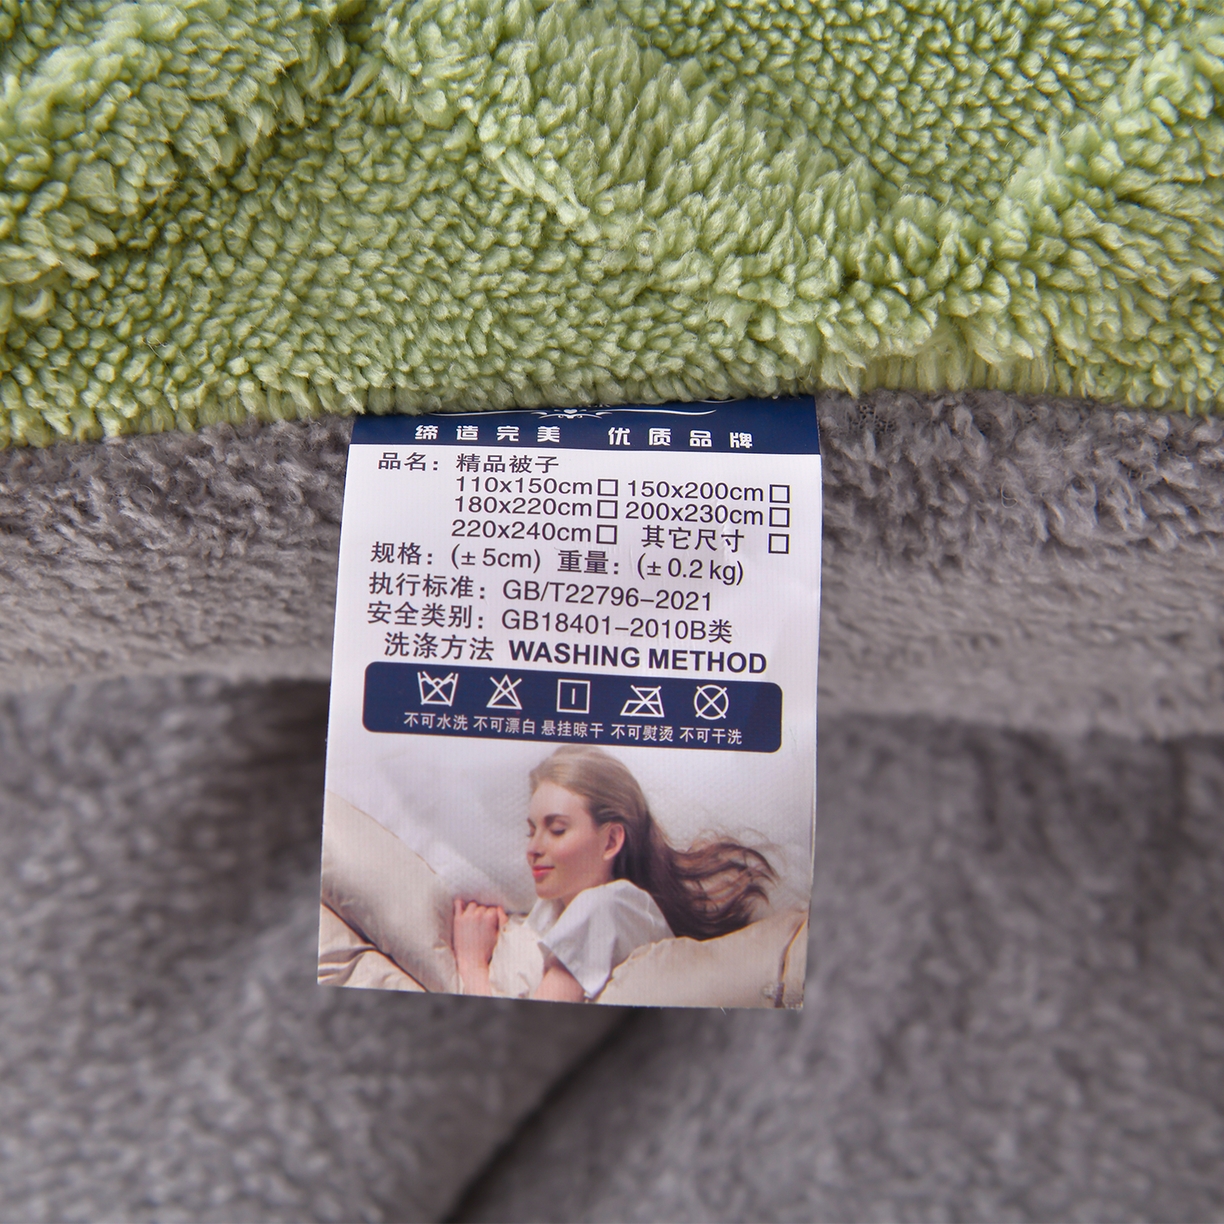 缔造完美 优质品牌
品名：精品被子
110x150cm□ 150x200cm□
180x220cm□ 200x230cm□
220x240cm□ 其它尺寸 □
规格：(±5cm) 重量：(±0.2kg)
执行标准：GB/T22796-2021
安全类别：GB18401-2010B类
洗涤方法 WASHING METHOD
不可水洗 不可漂白 悬挂晾干 不可熨烫 不可干洗